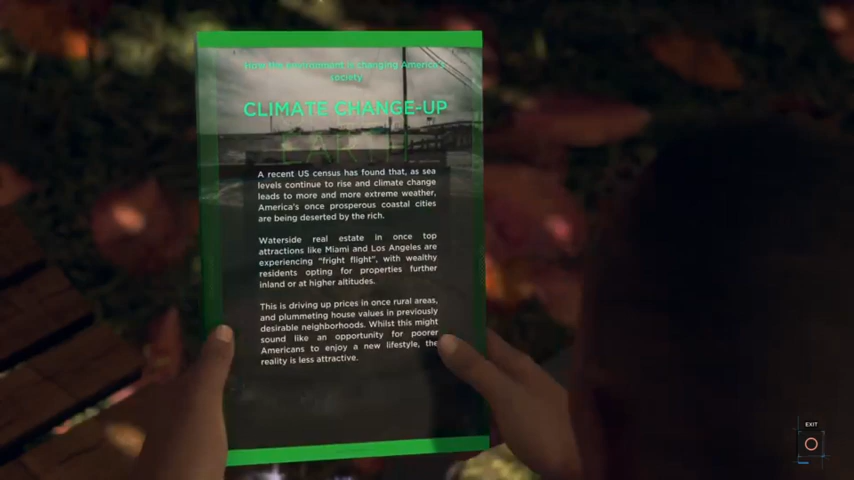 How the environment is changing America's
society
CLIMATE CHANGE-UP
EARTH
A recent US census has found that, as sea
levels continue to rise and climate change
leads to more and more extreme weather,
America's once prosperous coastal cities
are being deserted by the rich.
Waterside real estate in once top
attractions like Miami and Los Angeles are
experiencing "fright flight", with wealthy
residents opting for properties further
inland or at higher altitudes.
This is driving up prices in once rural areas,
and plummeting house values in previously
desirable neighborhoods. Whilst this might
sound like an opportunity for poorer
Americans to enjoy a new lifestyle, the
reality is less attractive.
EXIT